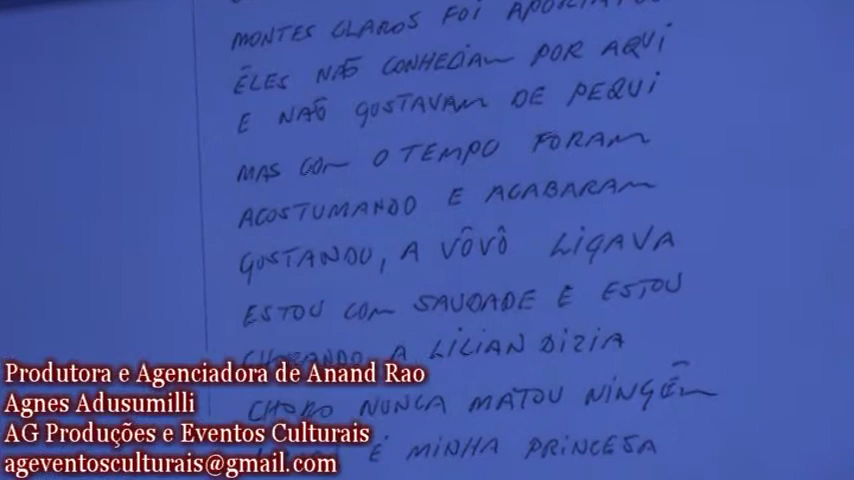 MONTES CLAROS FOI
ÊLES NÃO CONHECIAM POR AQUI
E NÃO GOSTAVAM DE PEQUI
MAS COM O TEMPO FORAM
ACOSTUMANDO E ACABARAM
GOSTANDO, A VÔVÔ LIGAVA
ESTOU COM SAUDADE E ESTOU
CHORANDO A LILIAN DIZIA
CHORO NUNCA MATOU NINGÉM
É MINHA PRINCESA
Produtora e Agenciadora de Anand Rao
Agnes Adusumilli
AG Produções e Eventos Culturais
ageventosculturais@gmail.com